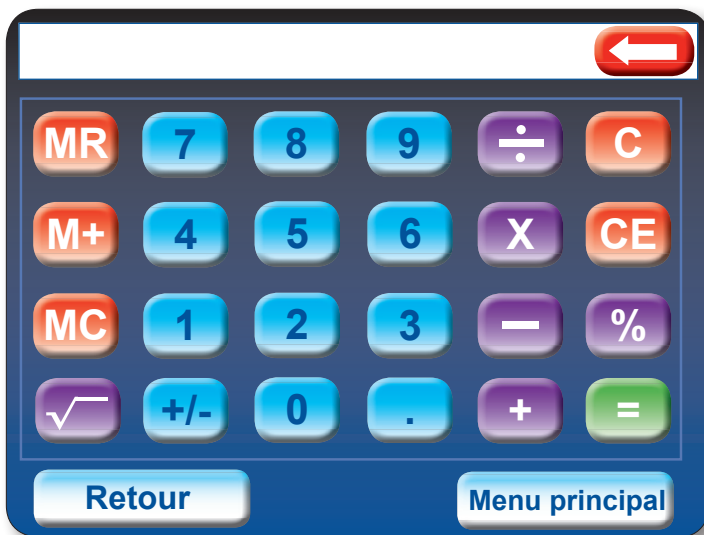 MR 7 8 9 ÷ C
M+ 4 5 6 X CE
MC 1 2 3 − %
√ +/- 0 . + =
Retour Menu principal